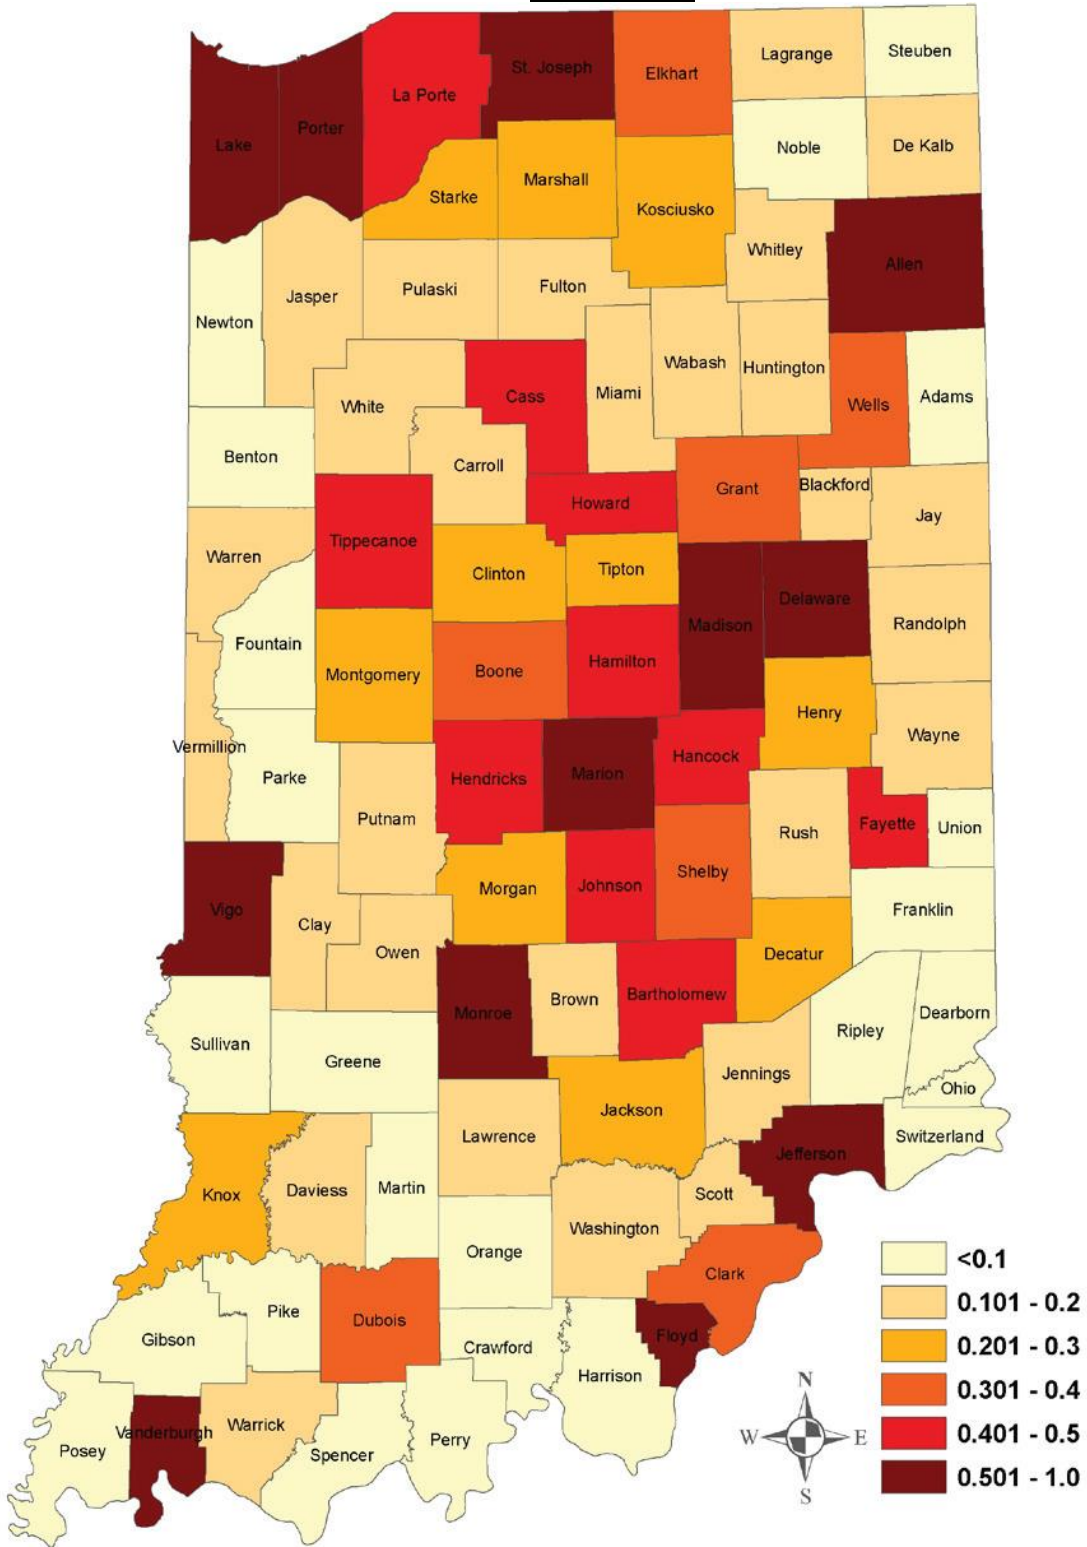 Lagrange
Steuben
St. Joseph
Elkhart
La Porte
Porter
Lake
Noble
De Kalb
Marshall
Starke
Kosciusko
Whitley
Allen
Fulton
Pulaski
Jasper
Newton
Wabash
Huntington
Miami
Cass
White
Wells
Adams
Benton
Carroll
Grant
Blackford
Howard
Jay
Tippecanoe
Warren
Clinton
Tipton
Delaware
Madison
Randolph
Fountain
Hamilton
Boone
Montgomery
Henry
Wayne
Vermillion
Hancock
Marion
Hendricks
Parke
Putnam
Rush
Fayette
Union
Shelby
Johnson
Morgan
Vigo
Franklin
Clay
Owen
Decatur
Bartholomew
Brown
Monroe
Dearborn
Ripley
Sullivan
Greene
Jennings
Ohio
Jackson
Lawrence
Switzerland
Jefferson
Martin
Daviess
Knox
Scott
Washington
Orange
Clark
Pike
Dubois
Gibson
Floyd
Crawford
Harrison
Warrick
Vanderburgh
Posey
Spencer
Perry
<0.1
0.101 - 0.2
0.201 - 0.3
0.301 - 0.4
0.401 - 0.5
0.501 - 1.0
N
W E
S